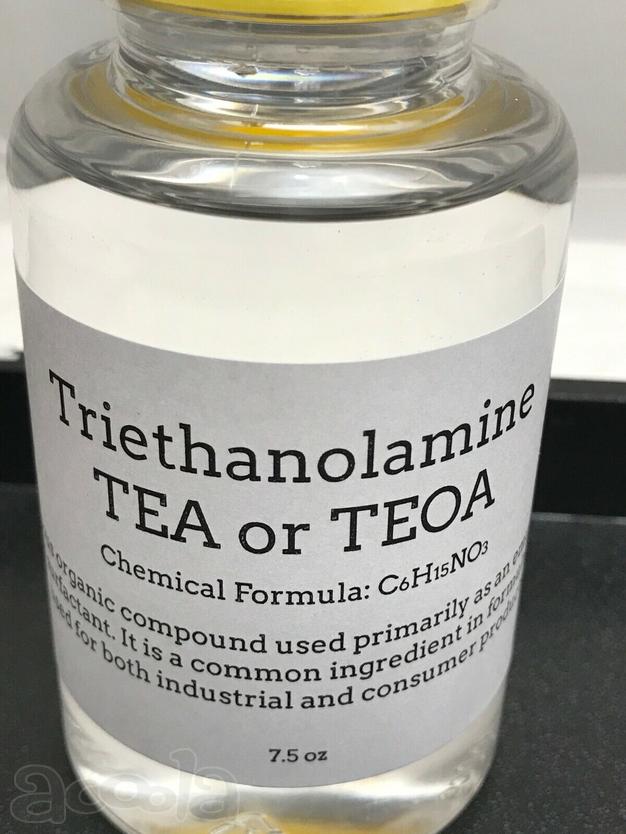 Triethanolamine
TEA or TEOA
Chemical Formula: C6H15NO3
organic compound used primarily as an
It is a common ingredient in
for both industrial and consumer
7.5 oz
acoola